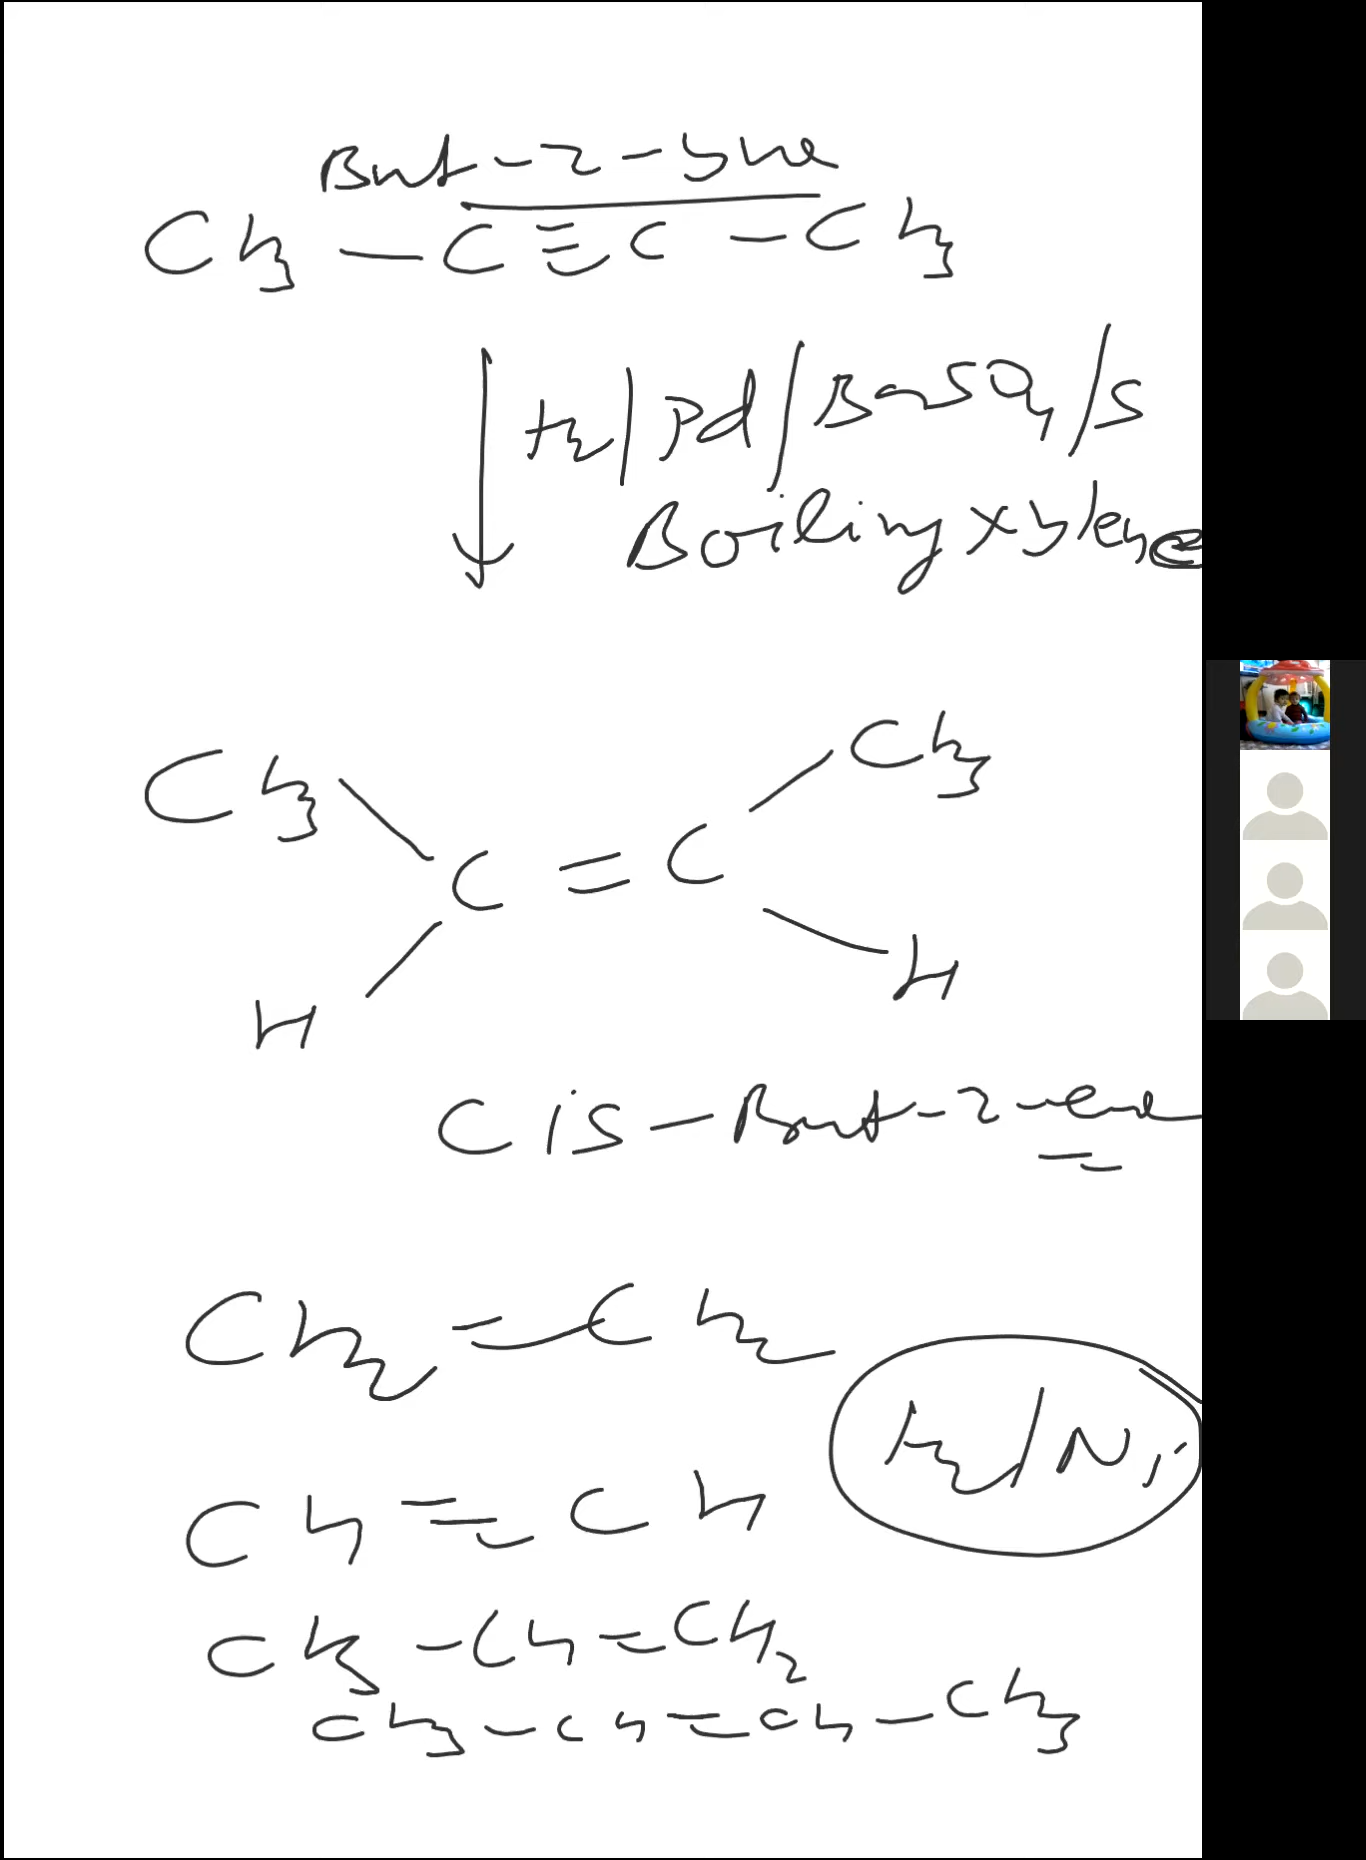 But-2-yne
CH₃ — C ≡ C — CH₃
H₂ / Pd / BaSO₄ / S
Boiling xylene
CH₃ CH₃
C = C
H H
Cis-But-2-ene
CH₂ = CH₂
H₂/Ni
CH ≡ CH
CH₃ - CH = CH₂
CH₃ - CH = CH - CH₃